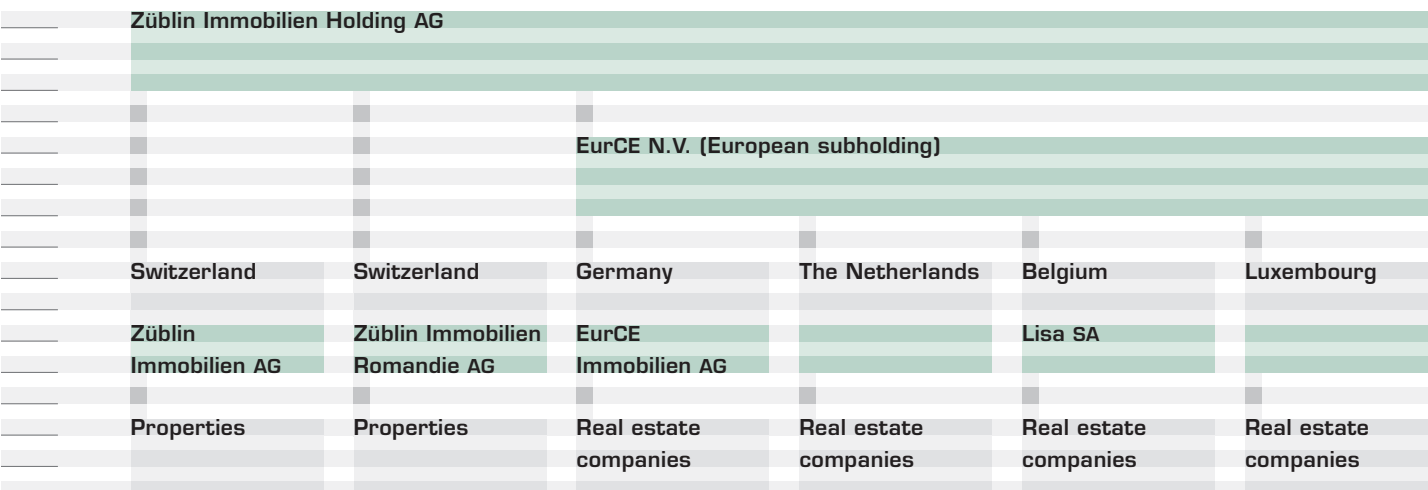 Züblin Immobilien Holding AG
EurCE N.V. (European subholding)
Switzerland
Switzerland
Germany
The Netherlands
Belgium
Luxembourg
Züblin
Immobilien AG
Züblin Immobilien
Romandie AG
EurCE
Immobilien AG
Lisa SA
Properties
Properties
Real estate
companies
Real estate
companies
Real estate
companies
Real estate
companies